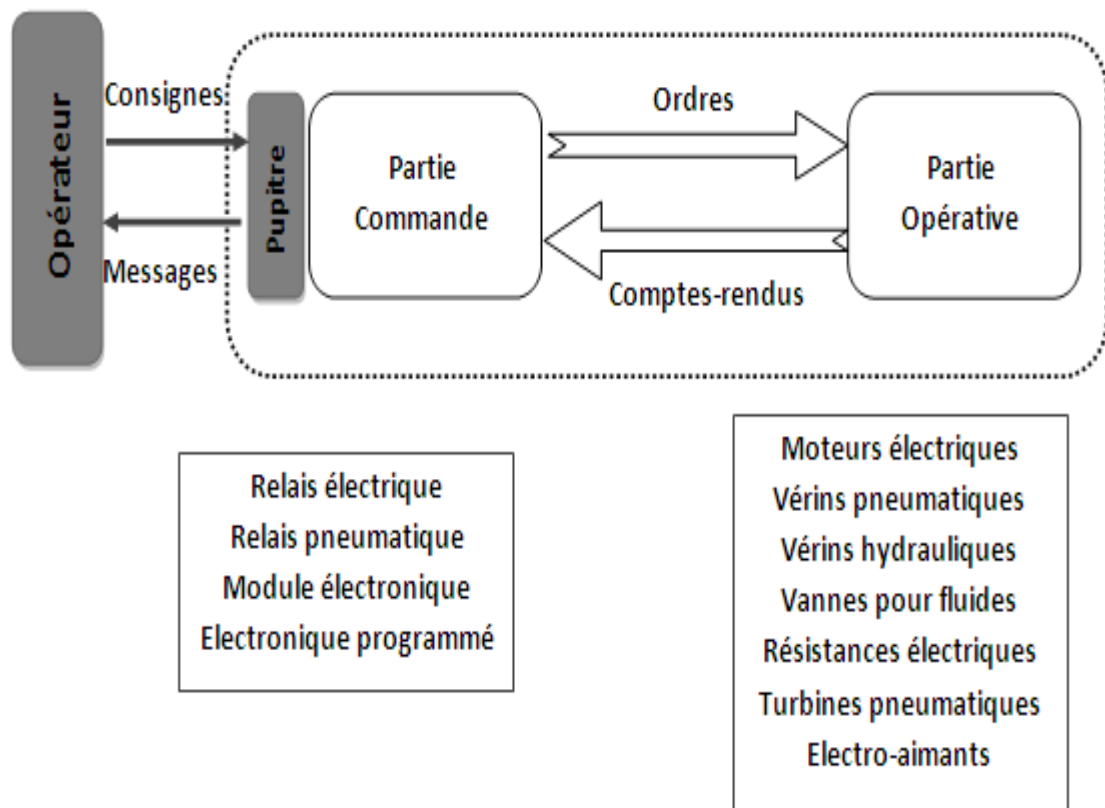 Opérateur
Consignes
Messages
Pupitre
Partie
Commande
Ordres
Comptes-rendus
Partie
Opérative
Relais électrique
Relais pneumatique
Module électronique
Electronique programmé
Moteurs électriques
Vérins pneumatiques
Vérins hydrauliques
Vannes pour fluides
Résistances électriques
Turbines pneumatiques
Electro-aimants